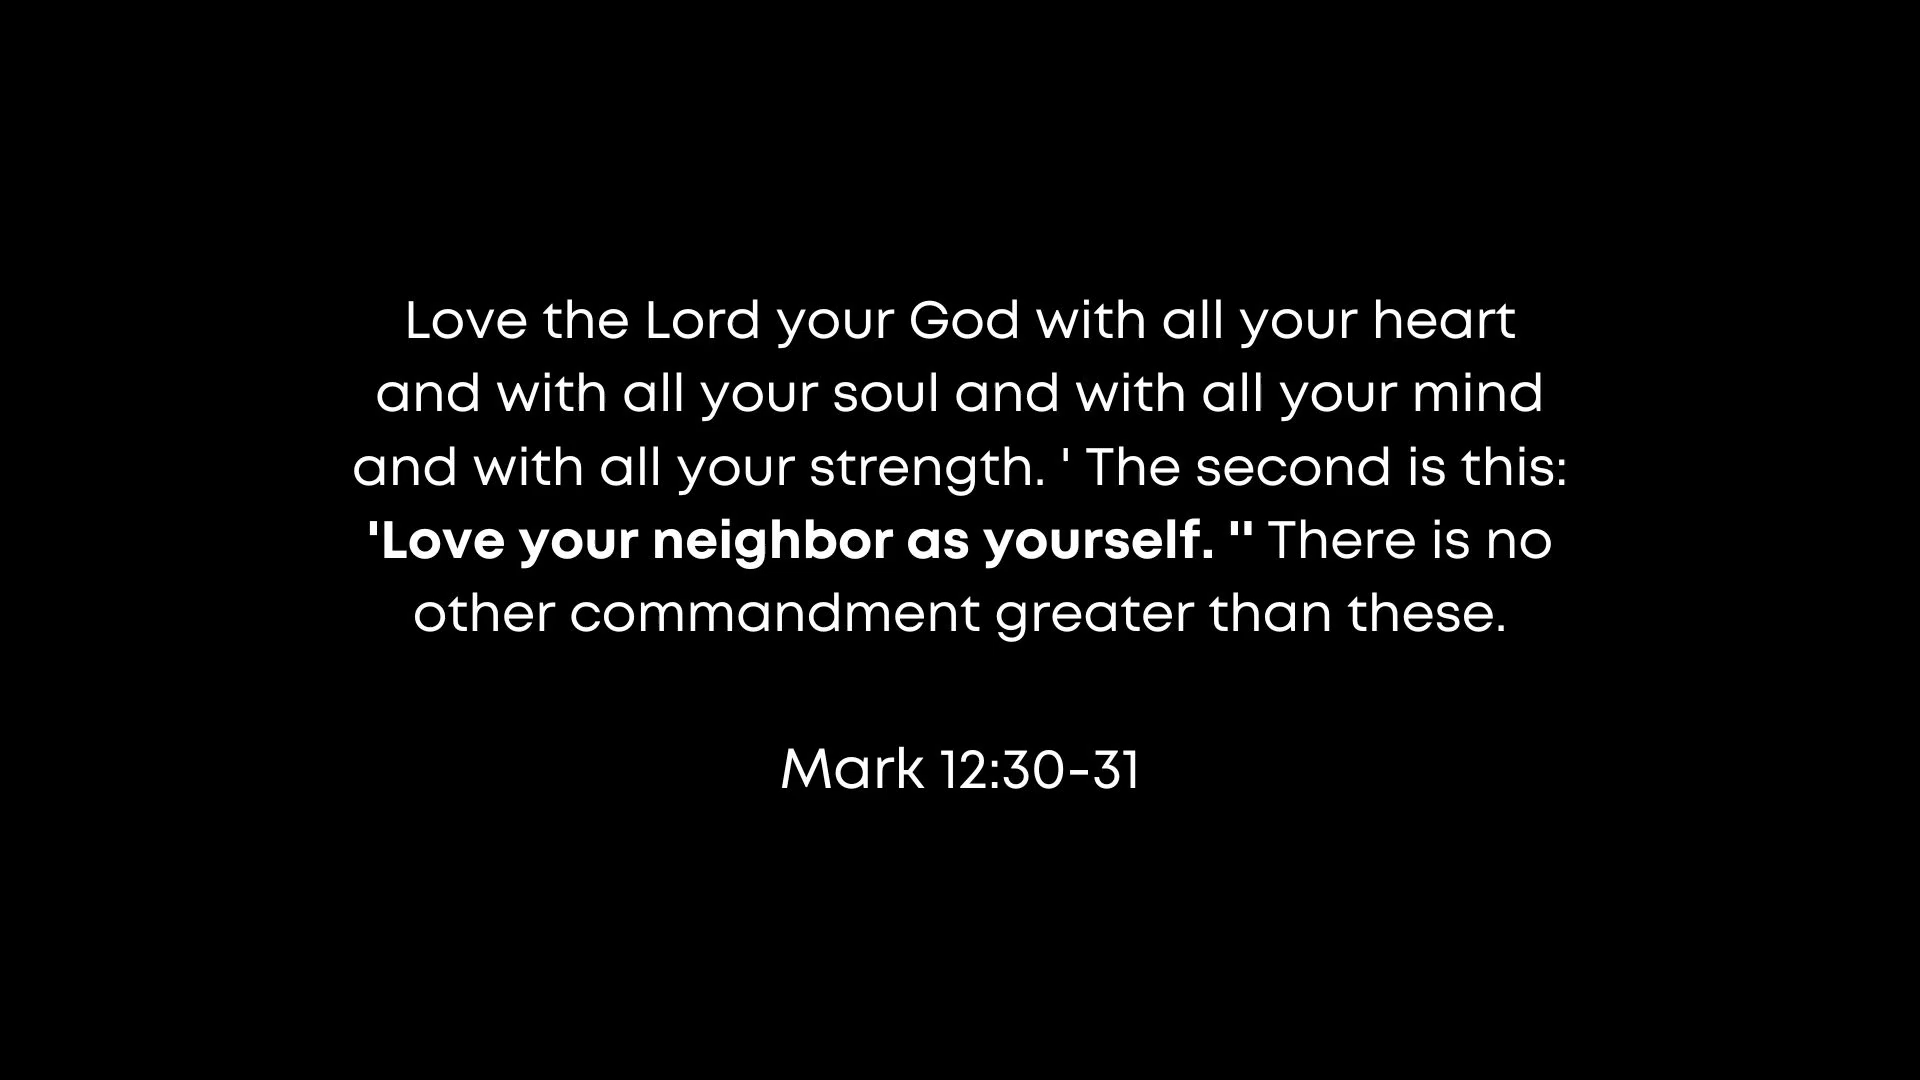 Love the Lord your God with all your heart
and with all your soul and with all your mind
and with all your strength. ' The second is this:
'Love your neighbor as yourself. " There is no
other commandment greater than these.
Mark 12:30-31